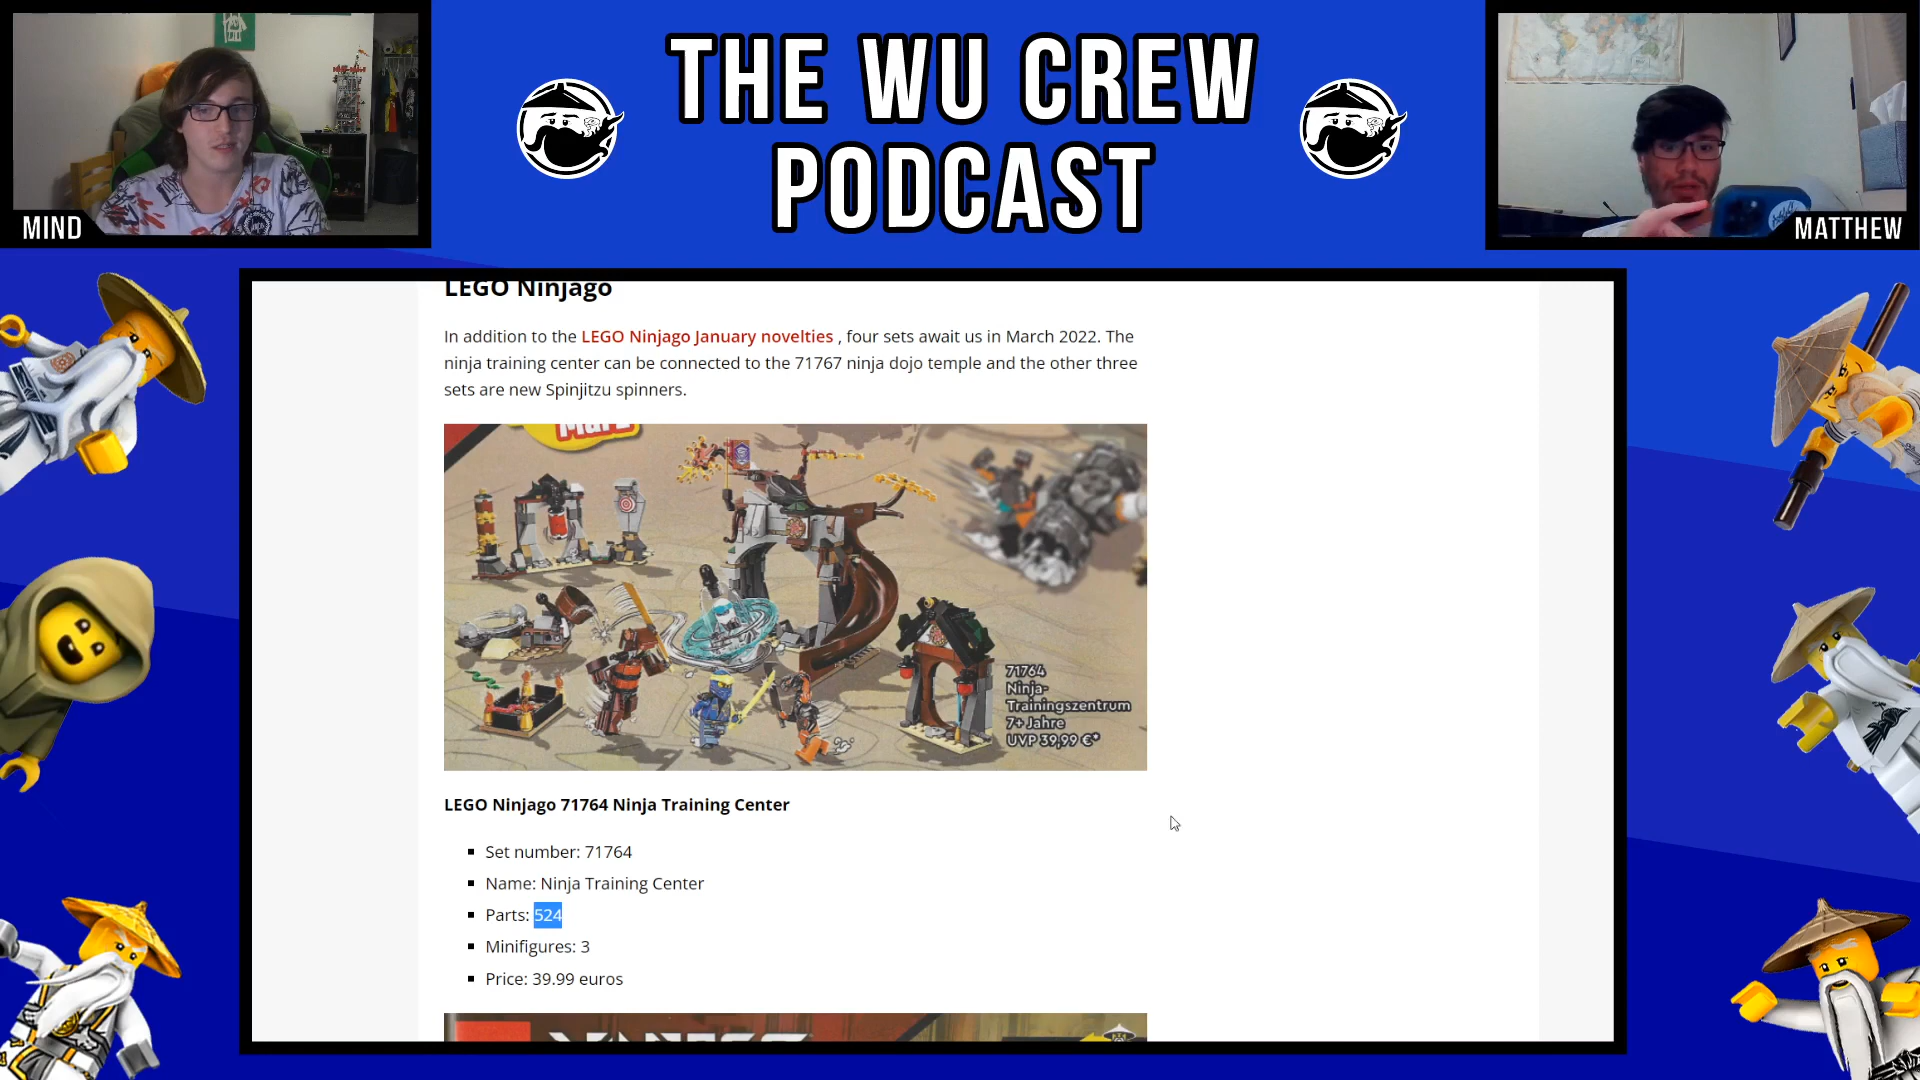 THE WU CREW
PODCAST
MIND
MATTHEW
LEGO Ninjago
In addition to the LEGO Ninjago January novelties , four sets await us in March 2022. The
ninja training center can be connected to the 71767 ninja dojo temple and the other three
sets are new Spinjitzu spinners.
März
71764
Ninja-
Trainingszentrum
7+ Jahre
UVP 39,99 €*
LEGO Ninjago 71764 Ninja Training Center
Set number: 71764
Name: Ninja Training Center
Parts: 524
Minifigures: 3
Price: 39.99 euros